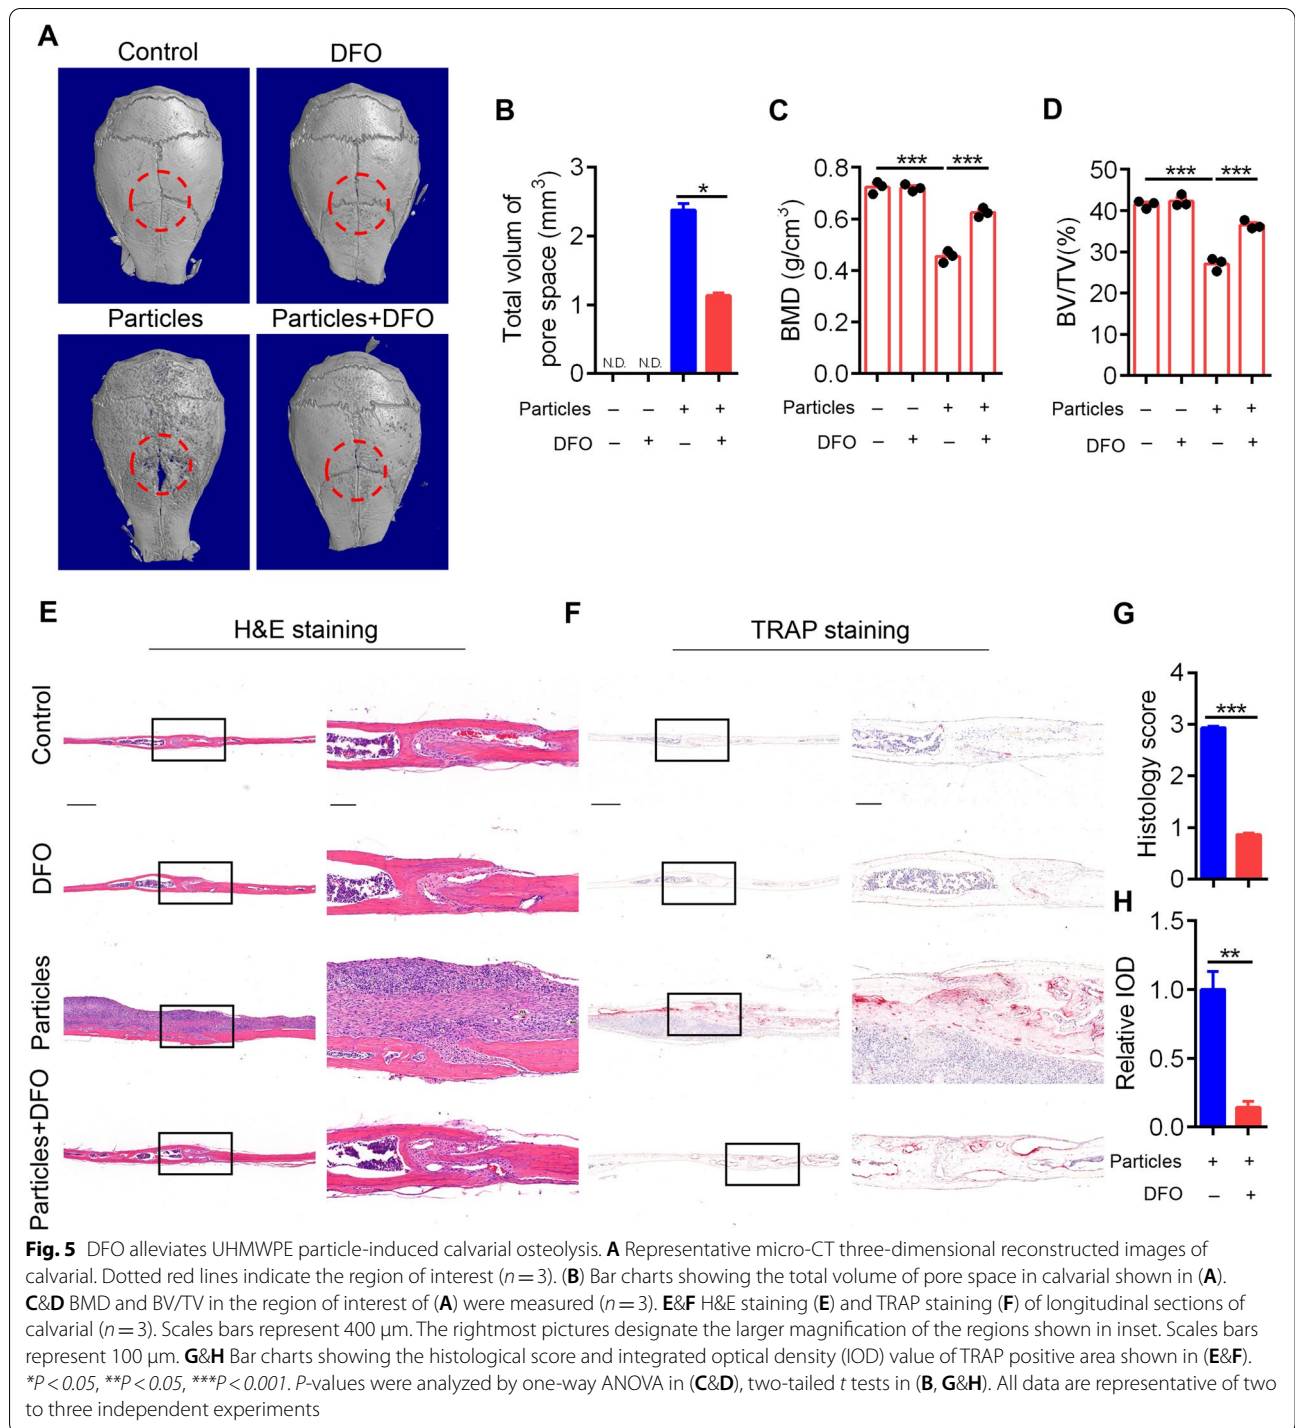 A
Control
DFO
Particles
Particles+DFO
B
Total volum of
pore space (mm³)
3
2
1
0
N.D.
N.D.
*
Particles – – + +
DFO – + – +
C
BMD (g/cm³)
0.8
0.6
0.4
0.2
0.0
*** ***
Particles – – + +
DFO – + – +
D
BV/TV(%)
50
40
30
20
10
0
*** ***
Particles – – + +
DFO – + – +
E
H&E staining
F
TRAP staining
Control
DFO
Particles
Particles+DFO
G
Histology score
4
3
2
1
0
***
H
Relative IOD
1.5
1.0
0.5
0.0
**
Particles + +
DFO – +
Fig. 5 DFO alleviates UHMWPE particle-induced calvarial osteolysis. A Representative micro-CT three-dimensional reconstructed images of
calvarial. Dotted red lines indicate the region of interest (n = 3). (B) Bar charts showing the total volume of pore space in calvarial shown in (A).
C&D BMD and BV/TV in the region of interest of (A) were measured (n = 3). E&F H&E staining (E) and TRAP staining (F) of longitudinal sections of
calvarial (n = 3). Scales bars represent 400 μm. The rightmost pictures designate the larger magnification of the regions shown in inset. Scales bars
represent 100 μm. G&H Bar charts showing the histological score and integrated optical density (IOD) value of TRAP positive area shown in (E&F).
*P < 0.05, **P < 0.05, ***P < 0.001. P-values were analyzed by one-way ANOVA in (C&D), two-tailed t tests in (B, G&H). All data are representative of two
to three independent experiments